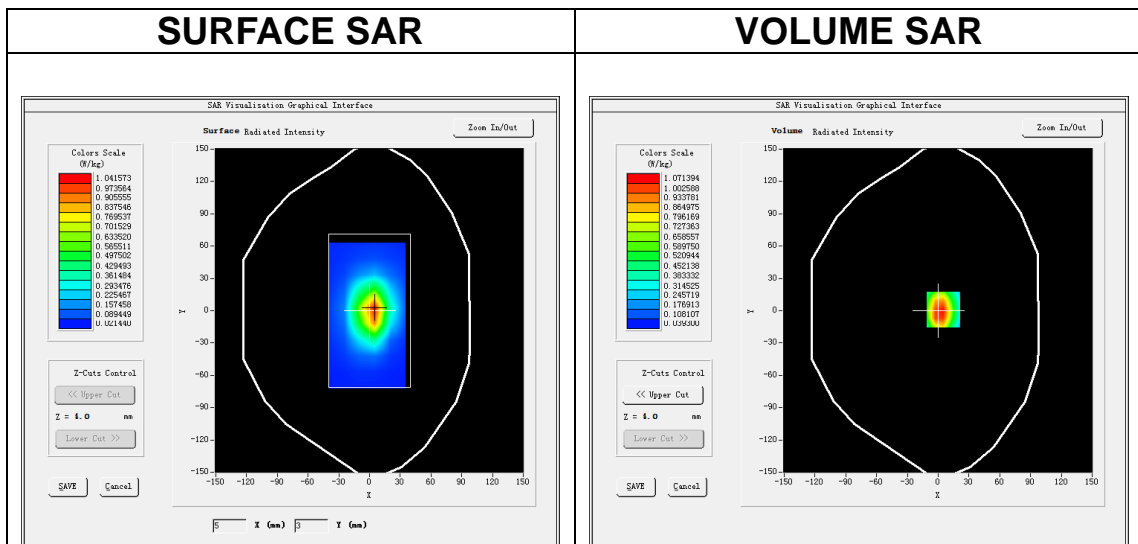 SURFACE SAR
VOLUME SAR
SAR Visualisation Graphical Interface
Surface Radiated Intensity
Zoom In/Out
Colors Scale
(W/kg)
1.041573
0.973564
0.905555
0.837546
0.769537
0.701529
0.633520
0.565511
0.497502
0.429493
0.361484
0.293476
0.225467
0.157458
0.089449
0.021440
150
120
90
60
30
0
-30
-60
-90
-120
-150
Y
-150 -120 -90 -60 -30 0 30 60 90 120 150
X
Z-Cuts Control
<< Upper Cut
Z = 4.0 mm
Lower Cut >>
SAVE Cancel
5 X (mm) 3 Y (mm)
SAR Visualisation Graphical Interface
Volume Radiated Intensity
Zoom In/Out
Colors Scale
(W/kg)
1.071394
1.002588
0.933781
0.864975
0.796169
0.727363
0.658557
0.589750
0.520944
0.452138
0.383332
0.314525
0.245719
0.176913
0.108107
0.039300
150
120
90
60
30
0
-30
-60
-90
-120
-150
Y
-150 -120 -90 -60 -30 0 30 60 90 120 150
X
Z-Cuts Control
<< Upper Cut
Z = 4.0 mm
Lower Cut >>
SAVE Cancel